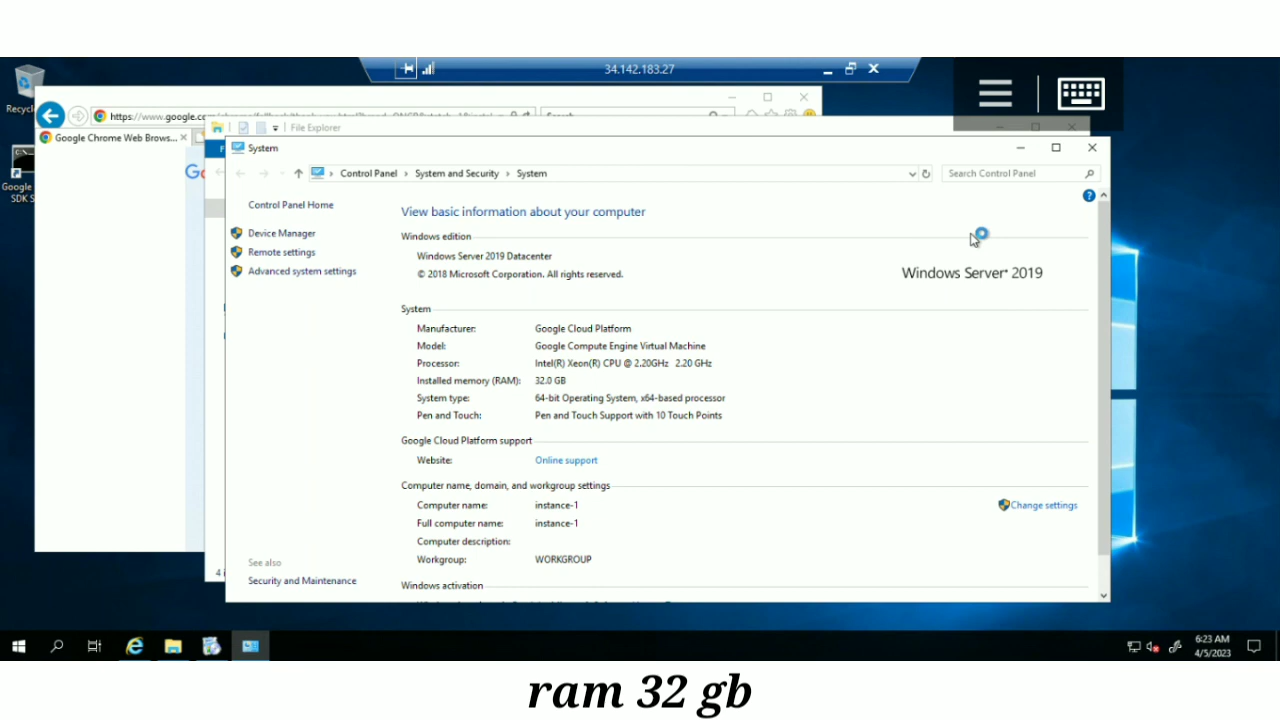 34.142.183.27
Recycl
https://www.google.c
Google Chrome Web Brows...
File Explorer
System
Control Panel > System and Security > System
Search Control Panel
Google
SDK S
Control Panel Home
Device Manager
Remote settings
Advanced system settings
See also
Security and Maintenance
View basic information about your computer
Windows edition
Windows Server 2019 Datacenter
© 2018 Microsoft Corporation. All rights reserved.
Windows Server® 2019
System
Manufacturer: Google Cloud Platform
Model: Google Compute Engine Virtual Machine
Processor: Intel(R) Xeon(R) CPU @ 2.20GHz 2.20 GHz
Installed memory (RAM): 32.0 GB
System type: 64-bit Operating System, x64-based processor
Pen and Touch: Pen and Touch Support with 10 Touch Points
Google Cloud Platform support
Website: Online support
Computer name, domain, and workgroup settings
Computer name: instance-1
Change settings
Full computer name: instance-1
Computer description:
Workgroup: WORKGROUP
Windows activation
6:23 AM
4/5/2023
ram 32 gb